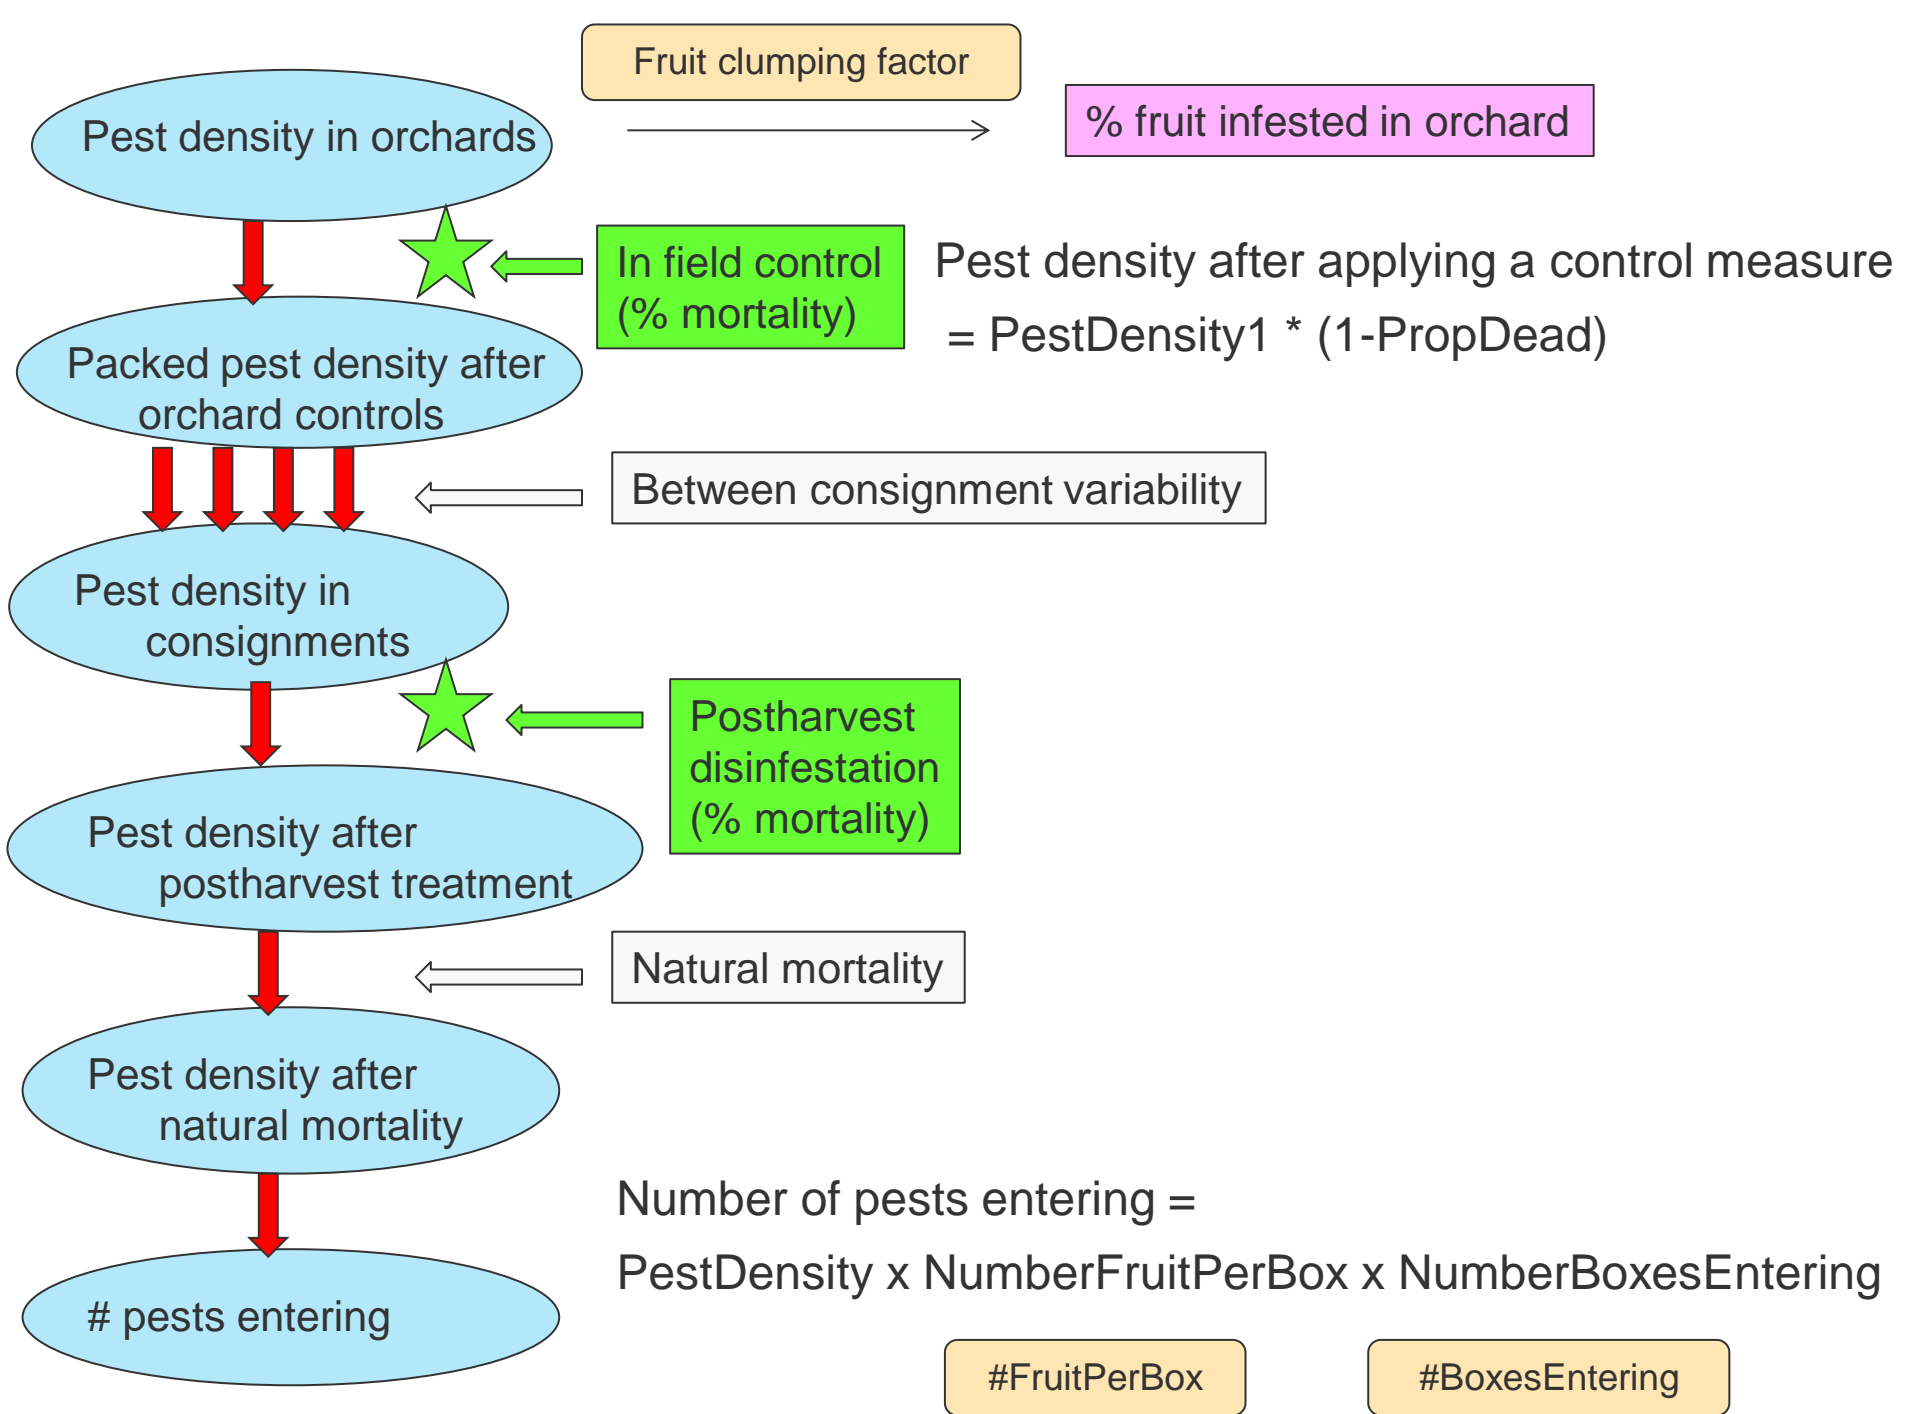 Fruit clumping factor
Pest density in orchards
% fruit infested in orchard
In field control
(% mortality)
Pest density after applying a control measure
= PestDensity1 * (1-PropDead)
Packed pest density after
orchard controls
Between consignment variability
Pest density in
consignments
Postharvest
disinfestation
(% mortality)
Pest density after
postharvest treatment
Natural mortality
Pest density after
natural mortality
Number of pests entering =
PestDensity x NumberFruitPerBox x NumberBoxesEntering
# pests entering
#FruitPerBox
#BoxesEntering